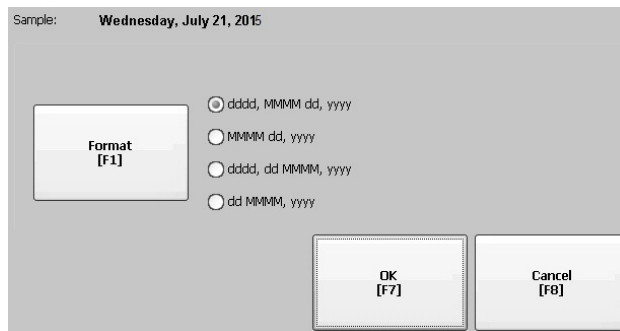 Sample: Wednesday, July 21, 2015
dddd, MMMM dd, yyyy
MMMM dd, yyyy
Format
[F1]
dddd, dd MMMM, yyyy
dd MMMM, yyyy
OK
[F7]
Cancel
[F8]